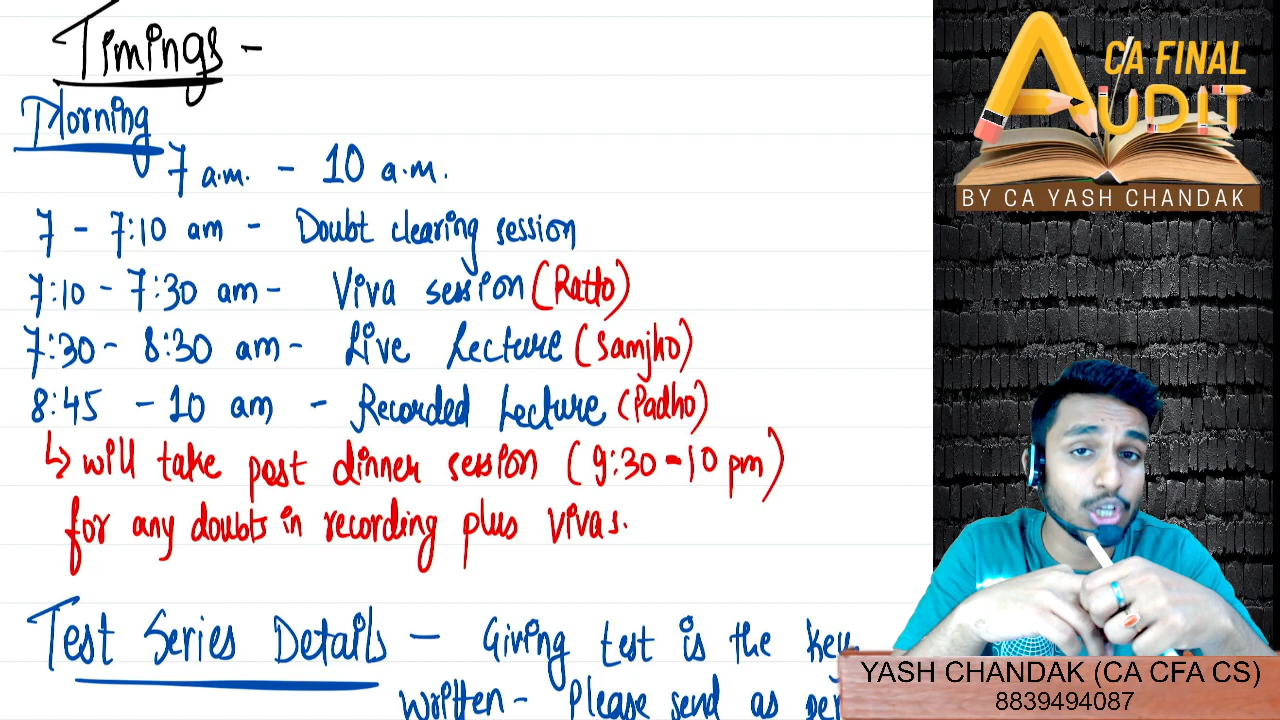 Timings -
Morning
7 a.m. - 10 a.m.
7 - 7:10 am - Doubt clearing session
7:10 - 7:30 am - Viva session (Ratto)
7:30 - 8:30 am - Live Lecture (Samjho)
8:45 - 10 am - Recorded Lecture (Padho)
↳ will take post dinner session (9:30 - 10 pm)
for any doubts in recording plus vivas.
Test Series Details - Giving test is the key
written - Please send as per
CA FINAL
AUDIT
BY CA YASH CHANDAK
YASH CHANDAK (CA CFA CS)
8839494087